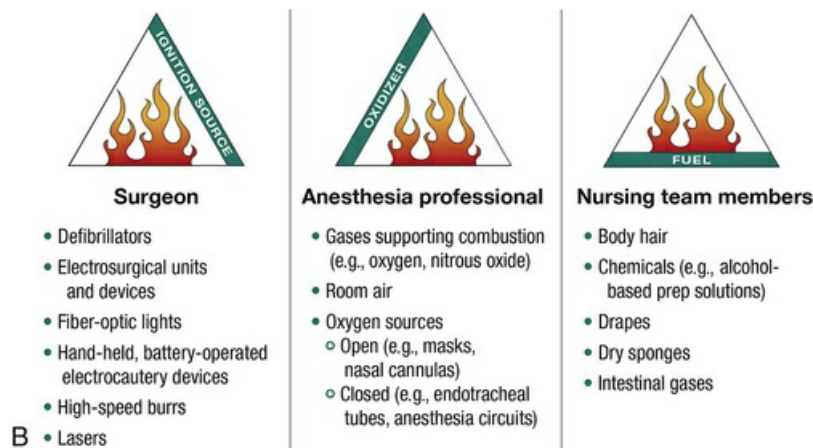 IGNITION SOURCE
Surgeon
• Defibrillators
• Electrosurgical units
and devices
• Fiber-optic lights
• Hand-held, battery-operated
electrocautery devices
• High-speed burrs
• Lasers
OXIDIZER
Anesthesia professional
• Gases supporting combustion
(e.g., oxygen, nitrous oxide)
• Room air
• Oxygen sources
○ Open (e.g., masks,
nasal cannulas)
○ Closed (e.g., endotracheal
tubes, anesthesia circuits)
FUEL
Nursing team members
• Body hair
• Chemicals (e.g., alcohol-
based prep solutions)
• Drapes
• Dry sponges
• Intestinal gases
B